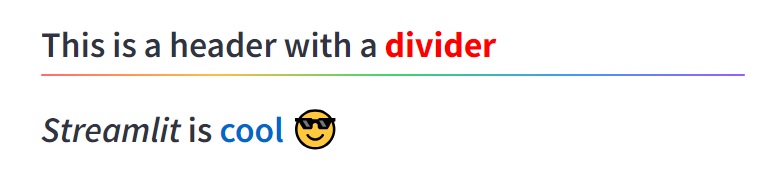 This is a header with a divider
Streamlit is cool 😎